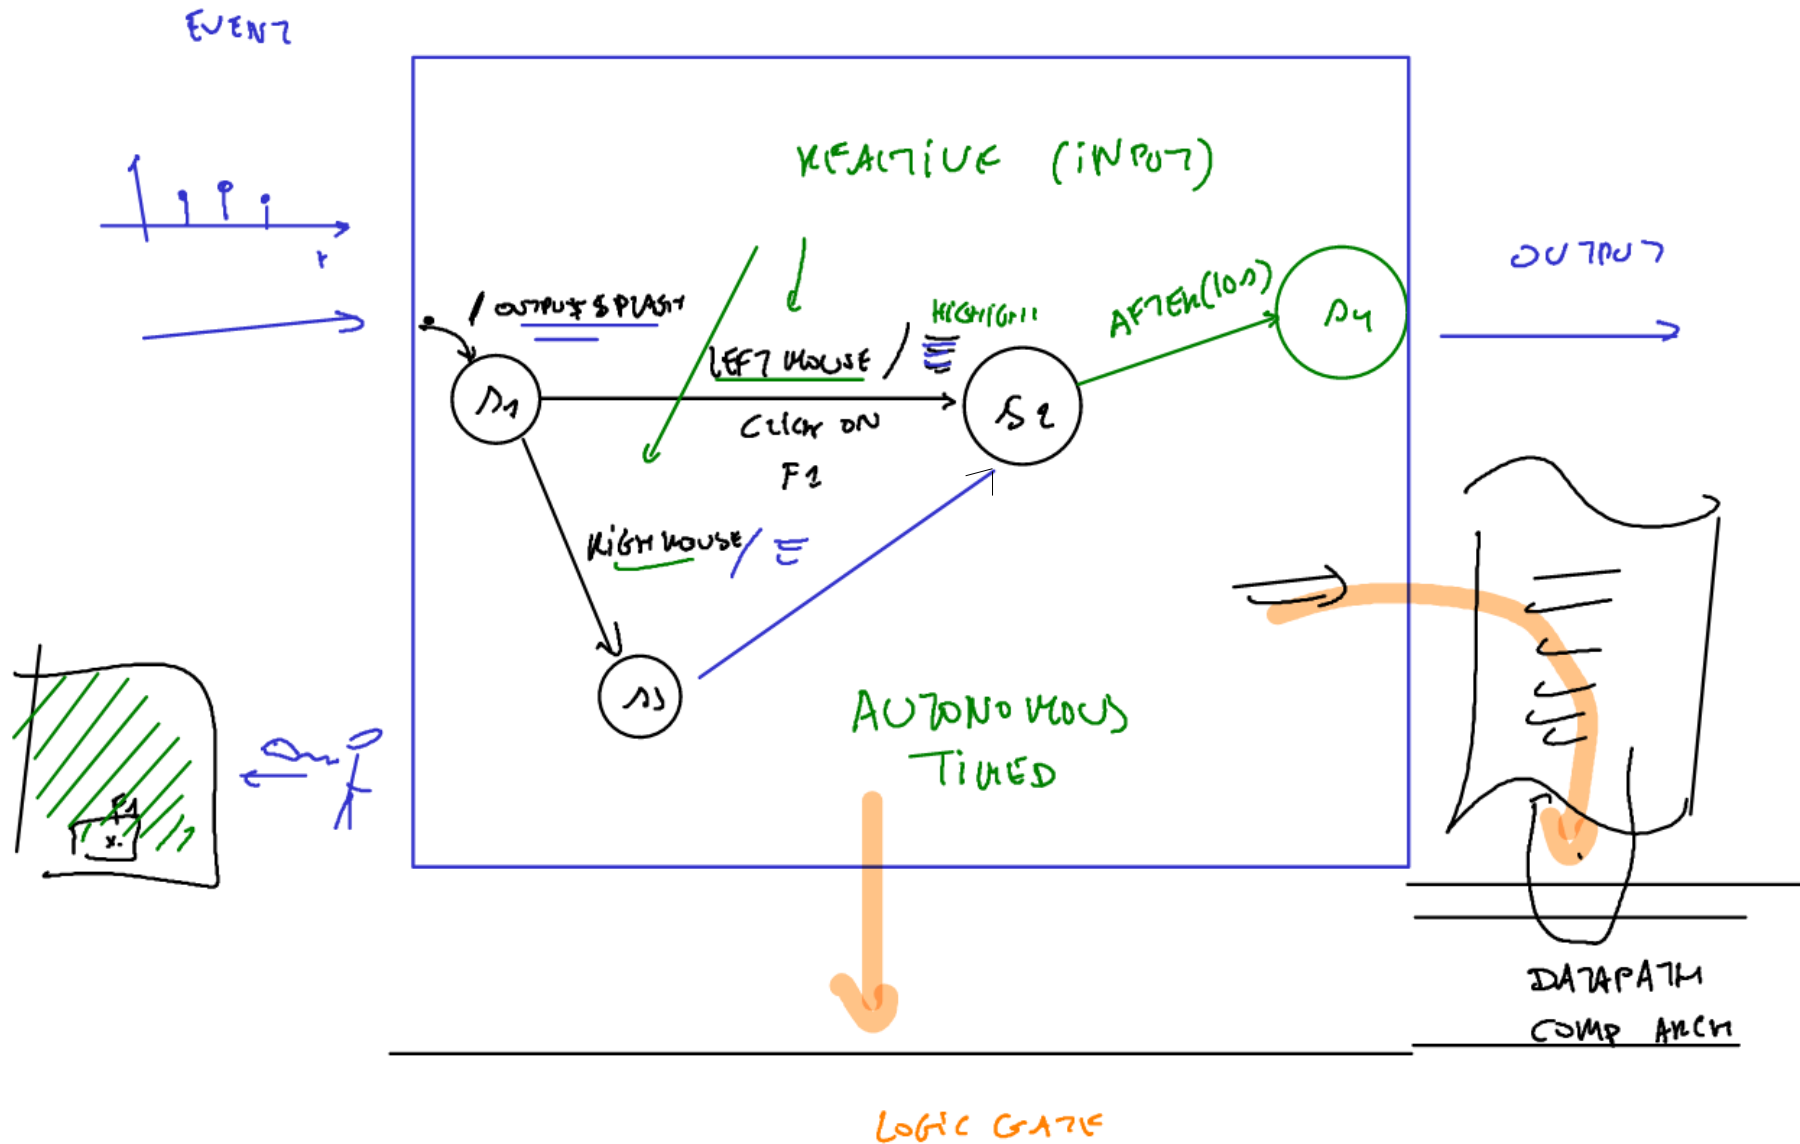 EVENT
REACTIVE (INPUT)
t
OUTPUT
/ OUTPUT SPLASH
HIGHLIGHT
AFTER(10s)
S4
LEFT MOUSE /
S1
S2
CLICK ON
F1
RIGHT MOUSE /
S3
AUTONOMOUS
TIMED
F1
x.
DATAPATH
COMP ARCH
LOGIC GATE